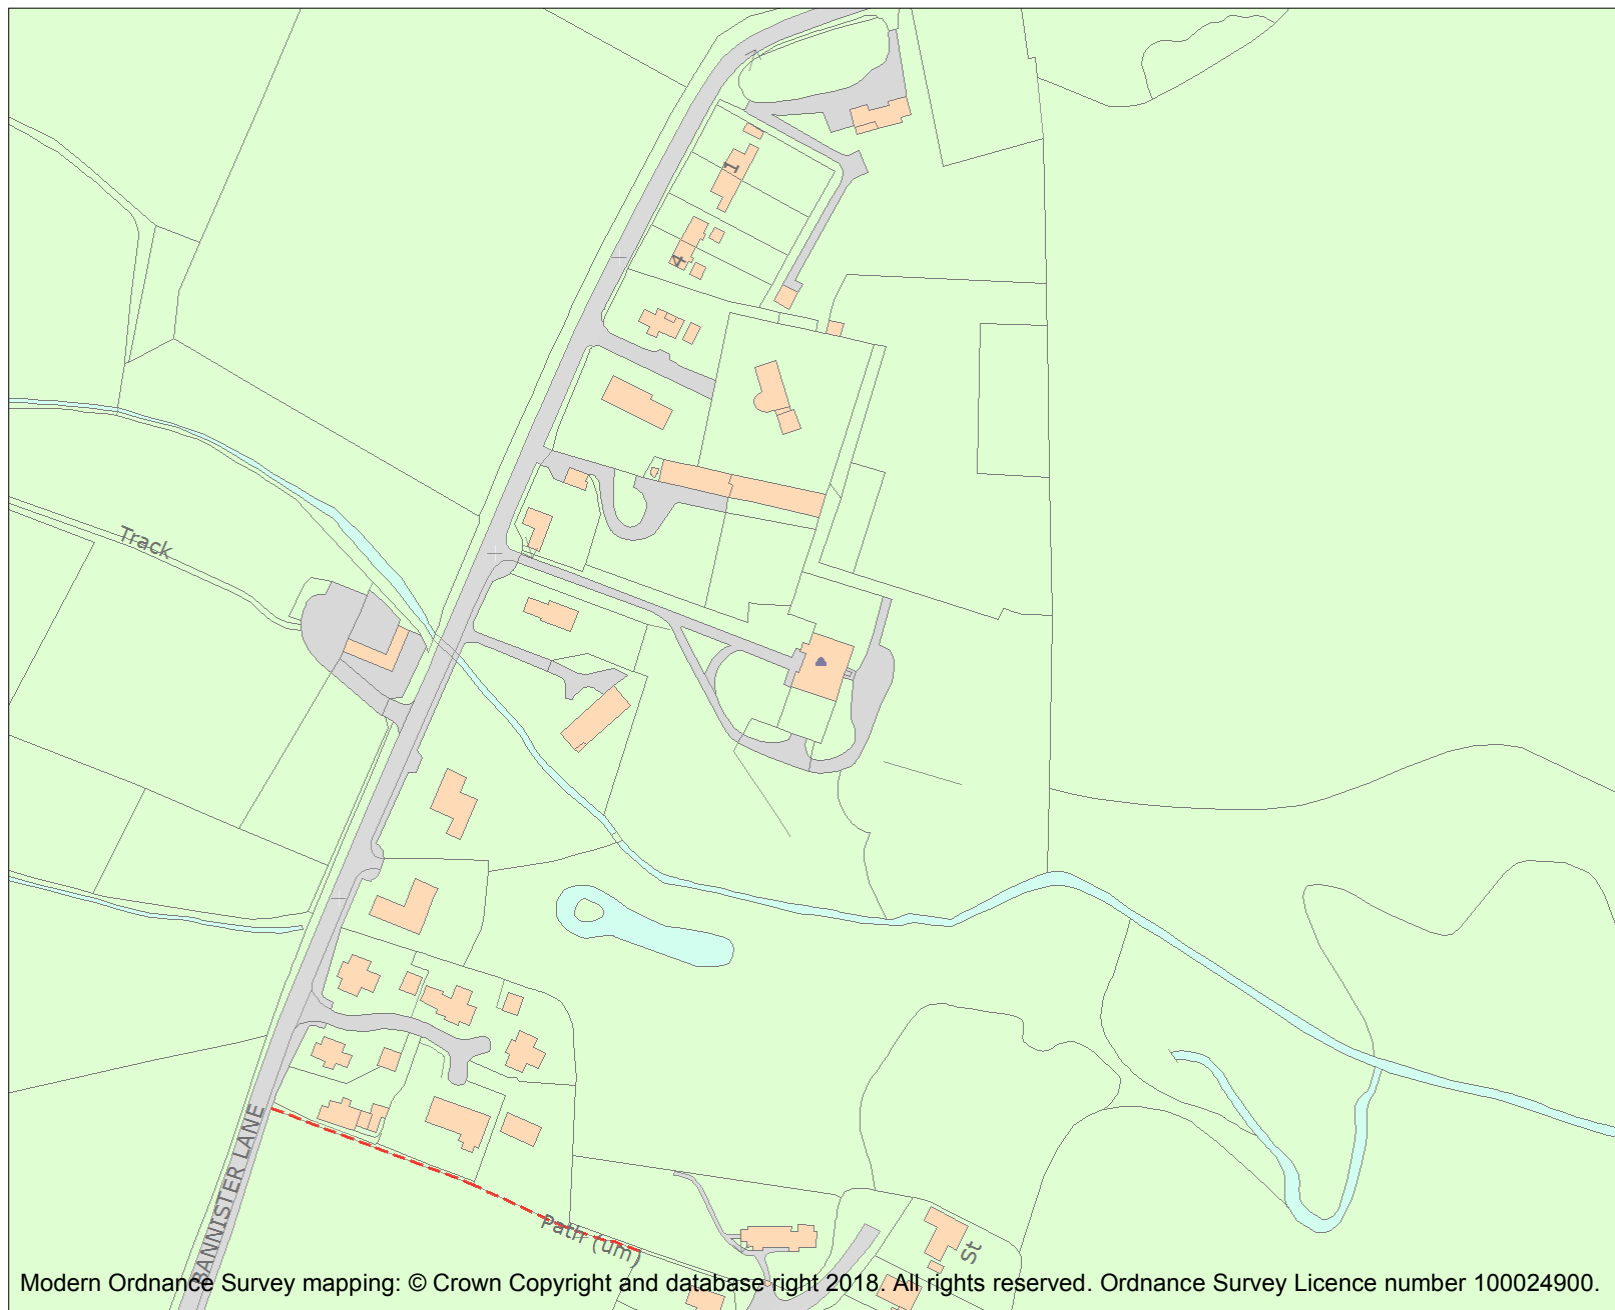 1
4
Track
BANNISTER LANE
Path (um)
St
Modern Ordnance Survey mapping: © Crown Copyright and database right 2018. All rights reserved. Ordnance Survey Licence number 100024900.